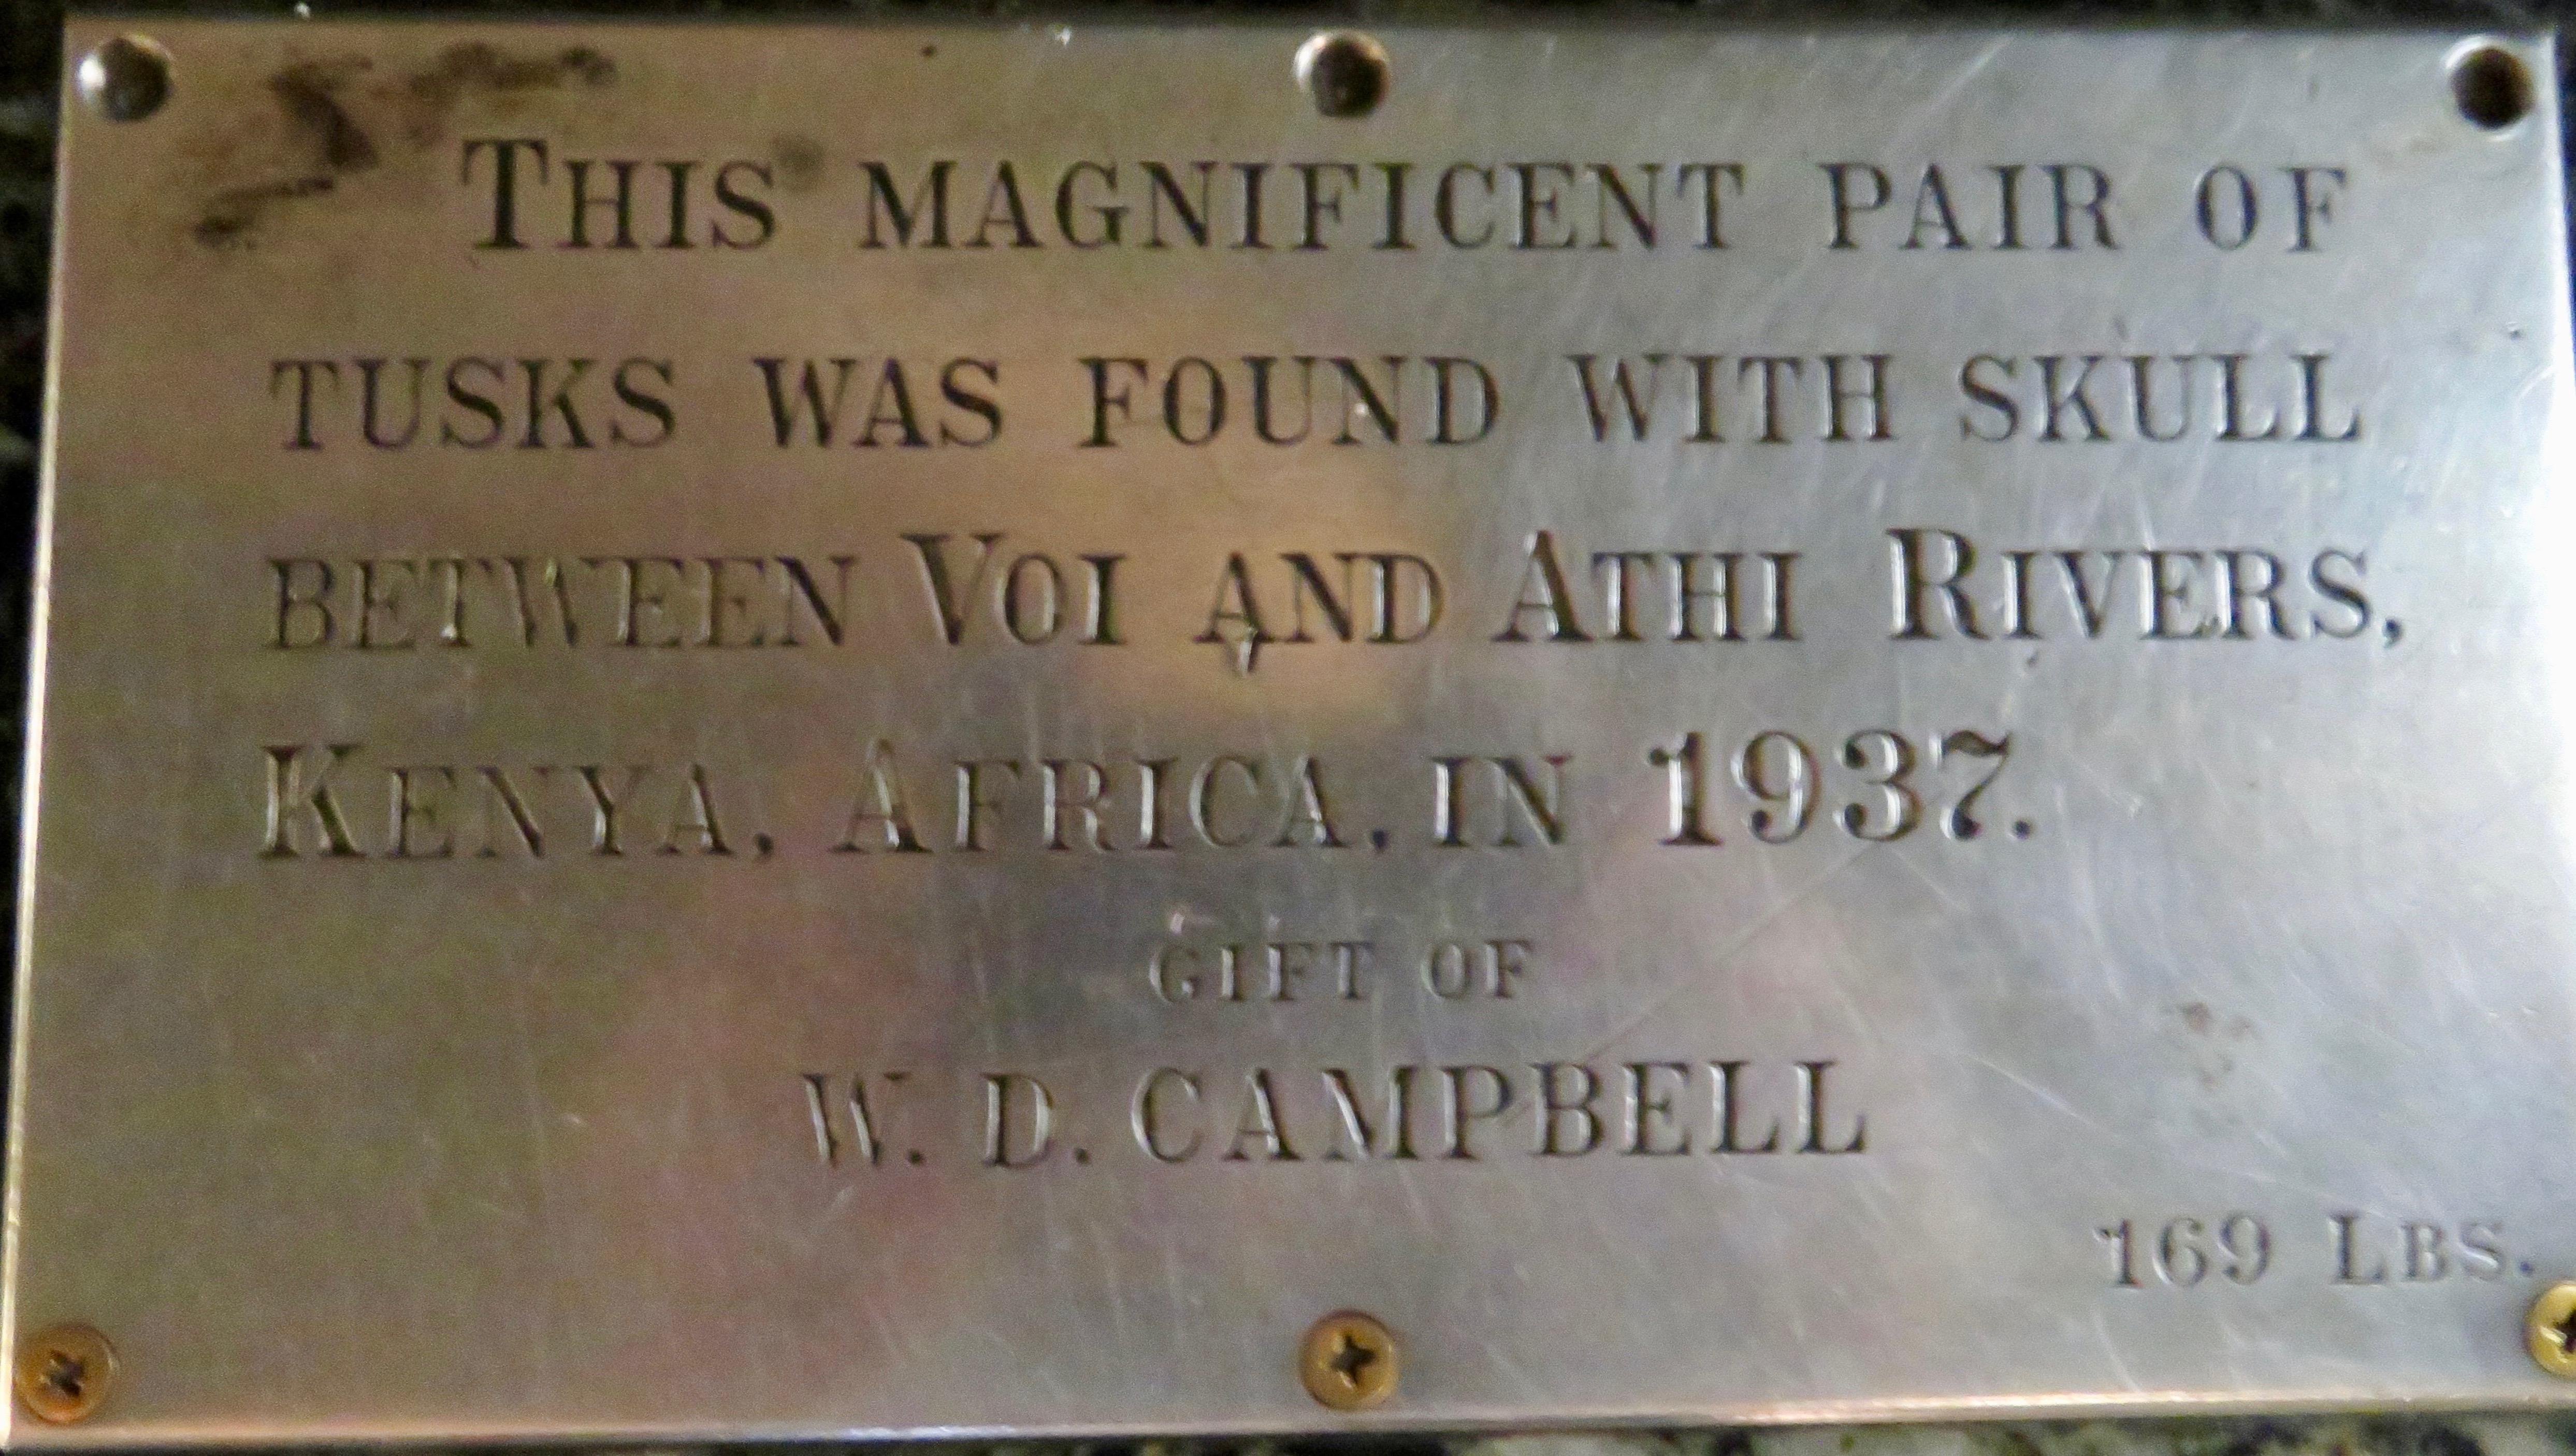 THIS MAGNIFICENT PAIR OF
TUSKS WAS FOUND WITH SKULL
BETWEEN VOI AND ATHI RIVERS,
KENYA, AFRICA, IN 1937.
GIFT OF
W. D. CAMPBELL
169 LBS.